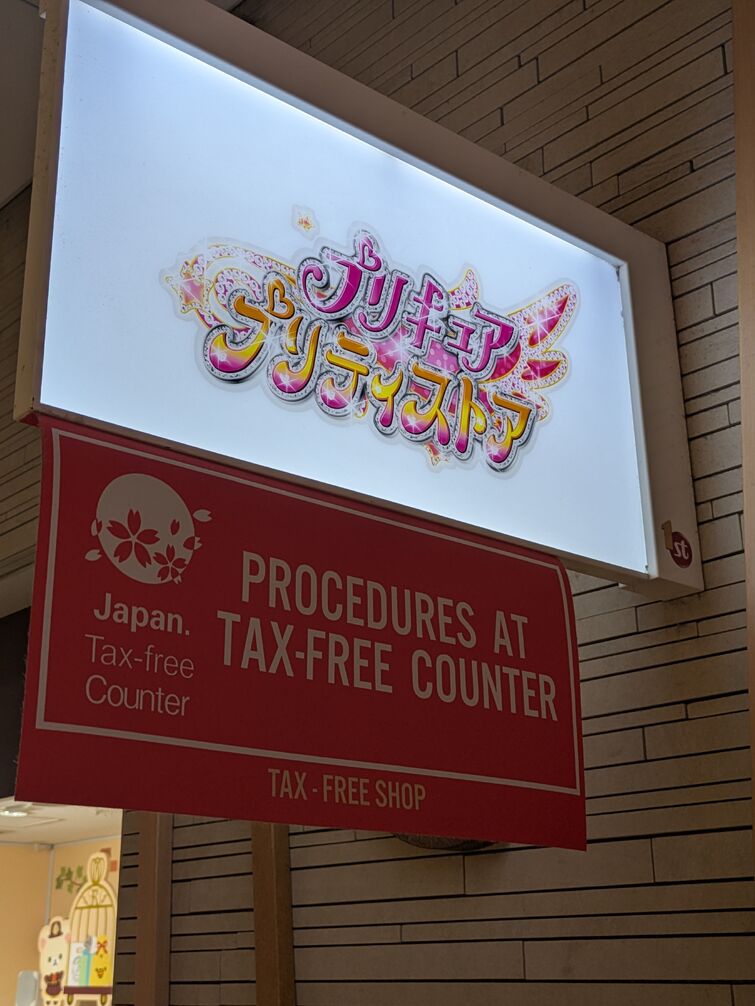 プリキュア
プリティストア
1st
Japan.
Tax-free
Counter
PROCEDURES AT
TAX-FREE COUNTER
TAX - FREE SHOP